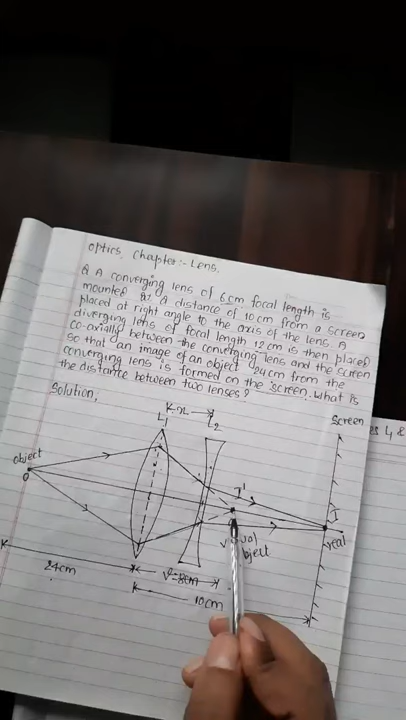 optics, Chapter:- Lens.
Q. A converging lens of 6cm focal length is
mounted at a distance of 10cm from a screen
placed at right angle to the axis of the lens. A
diverging lens of focal length 12cm is then placed
co-axially between the converging lens and the screen
so that an image of an object 24cm from the
converging lens is formed on the screen. What is
the distance between two lenses?
Solution,
x
L1
L2
Screen
object
O
I'
I
real
24cm
V=8cm
10cm